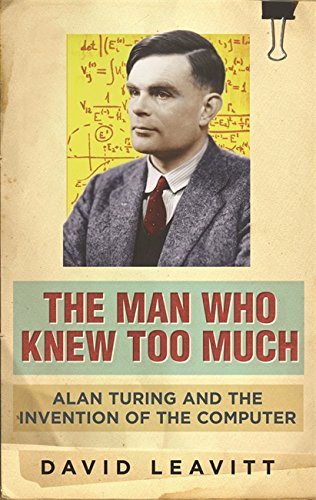 THE MAN WHO
KNEW TOO MUCH
ALAN TURING AND THE
INVENTION OF THE COMPUTER
DAVID LEAVITT